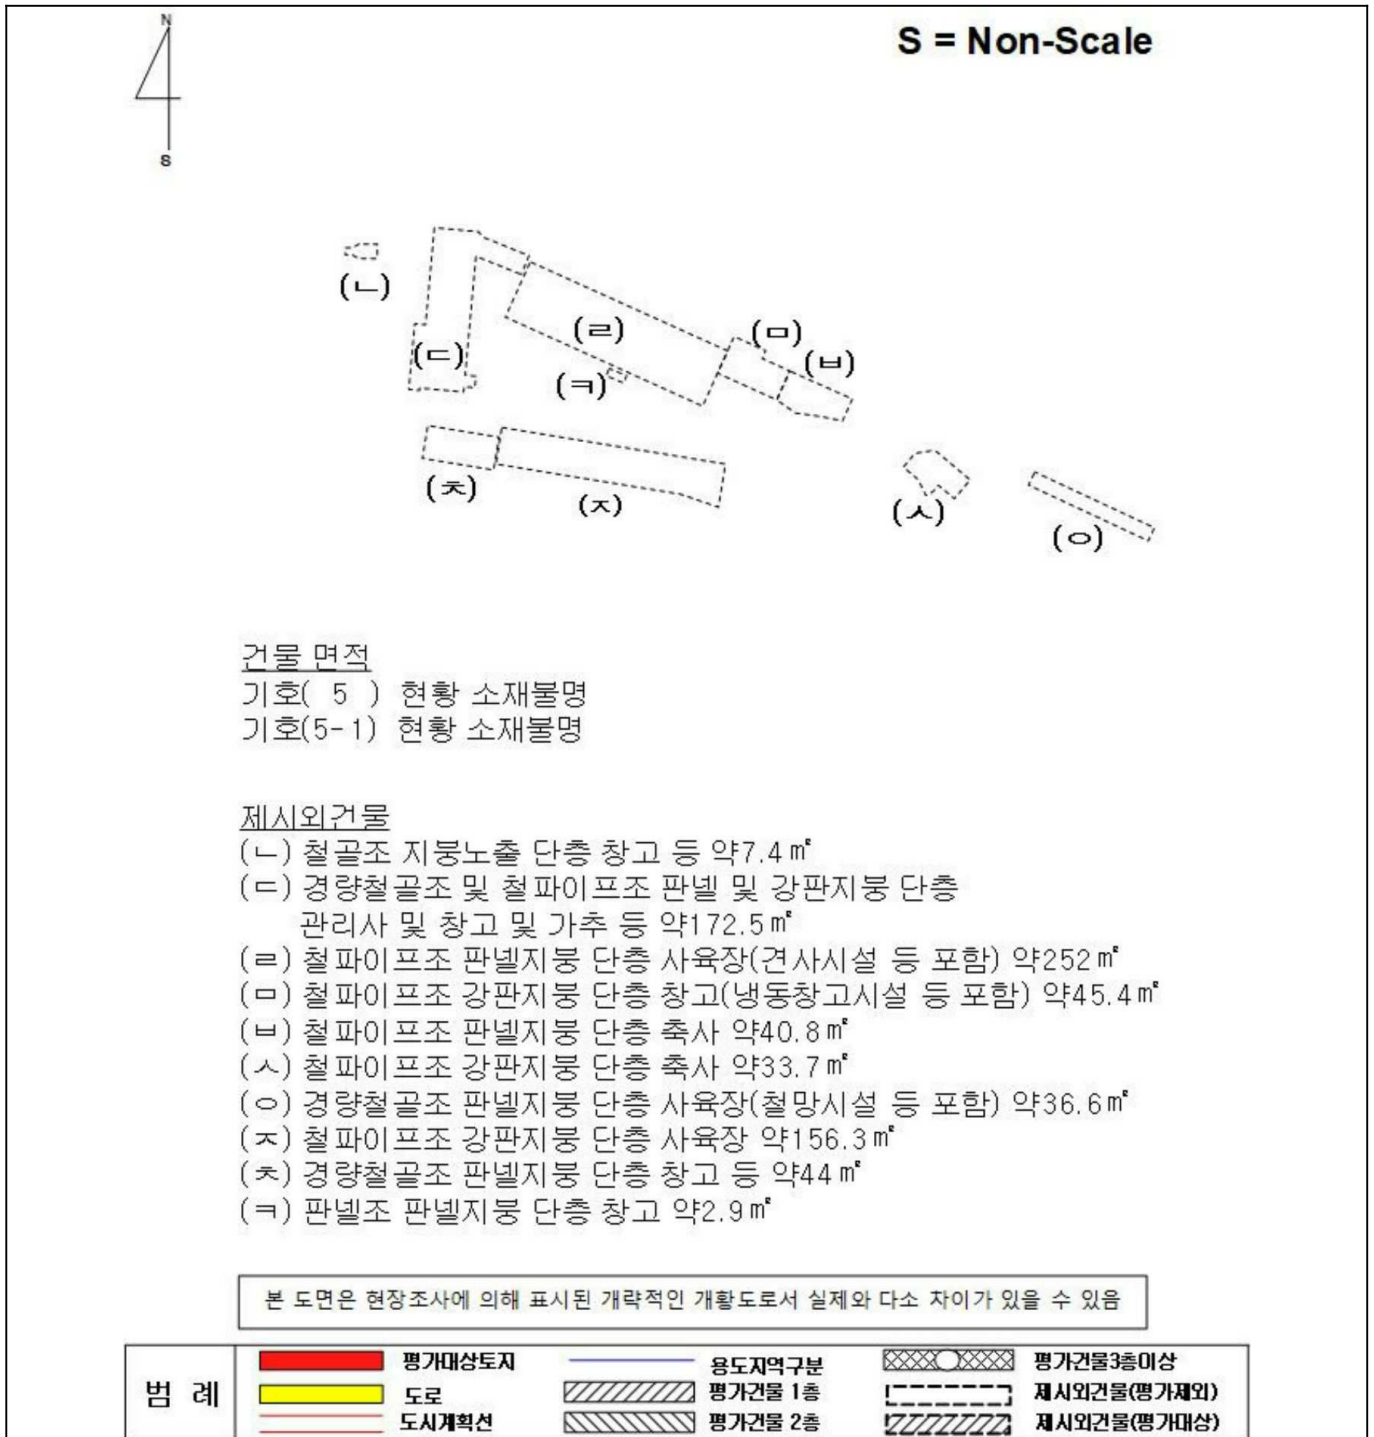 N
S = Non-Scale
S
(ㄴ)
(ㄷ)
(ㄹ)
(ㅁ)
(ㅂ)
(ㅋ)
(ㅊ)
(ㅈ)
(ㅅ)
(ㅇ)
건물 면적
기호( 5 ) 현황 소재불명
기호(5-1) 현황 소재불명
제시외건물
(ㄴ) 철골조 지붕노출 단층 창고 등 약7.4㎡
(ㄷ) 경량철골조 및 철파이프조 판넬 및 강판지붕 단층
관리사 및 창고 및 가추 등 약172.5㎡
(ㄹ) 철파이프조 판넬지붕 단층 사육장(견사시설 등 포함) 약252㎡
(ㅁ) 철파이프조 강판지붕 단층 창고(냉동창고시설 등 포함) 약45.4㎡
(ㅂ) 철파이프조 판넬지붕 단층 축사 약40.8㎡
(ㅅ) 철파이프조 강판지붕 단층 축사 약33.7㎡
(ㅇ) 경량철골조 판넬지붕 단층 사육장(철망시설 등 포함) 약36.6㎡
(ㅈ) 철파이프조 강판지붕 단층 사육장 약156.3㎡
(ㅊ) 경량철골조 판넬지붕 단층 창고 등 약44㎡
(ㅋ) 판넬조 판넬지붕 단층 창고 약2.9㎡
본 도면은 현장조사에 의해 표시된 개략적인 개황도로서 실제와 다소 차이가 있을 수 있음
범 례
평가대상토지
도로
도시계획선
용도지역구분
평가건물 1층
평가건물 2층
평가건물3층이상
제시외건물(평가제외)
제시외건물(평가대상)